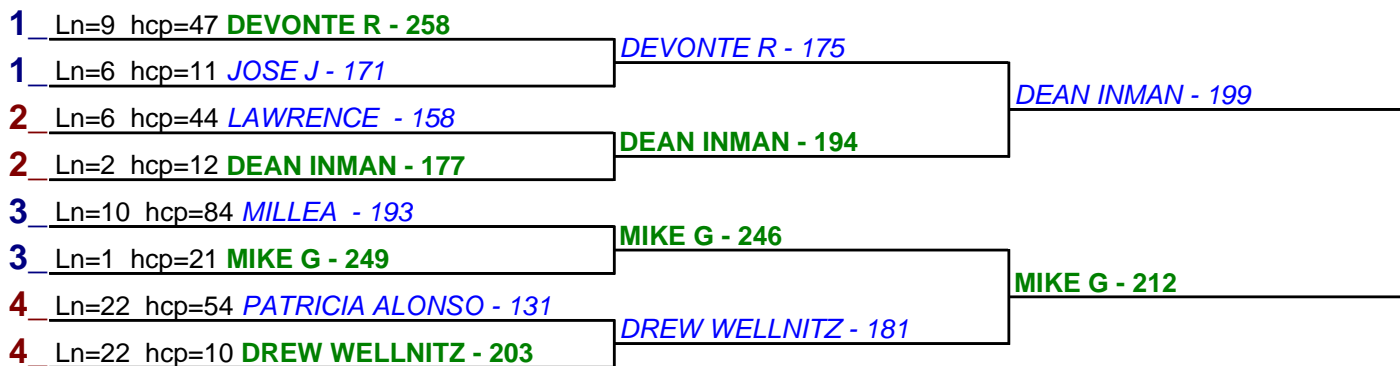 1_ Ln=9 hcp=47 DEVONTE R - 258
DEVONTE R - 175
1_ Ln=6 hcp=11 JOSE J - 171
DEAN INMAN - 199
2_ Ln=6 hcp=44 LAWRENCE - 158
DEAN INMAN - 194
2_ Ln=2 hcp=12 DEAN INMAN - 177
3_ Ln=10 hcp=84 MILLEA - 193
MIKE G - 246
3_ Ln=1 hcp=21 MIKE G - 249
MIKE G - 212
4_ Ln=22 hcp=54 PATRICIA ALONSO - 131
DREW WELLNITZ - 181
4_ Ln=22 hcp=10 DREW WELLNITZ - 203